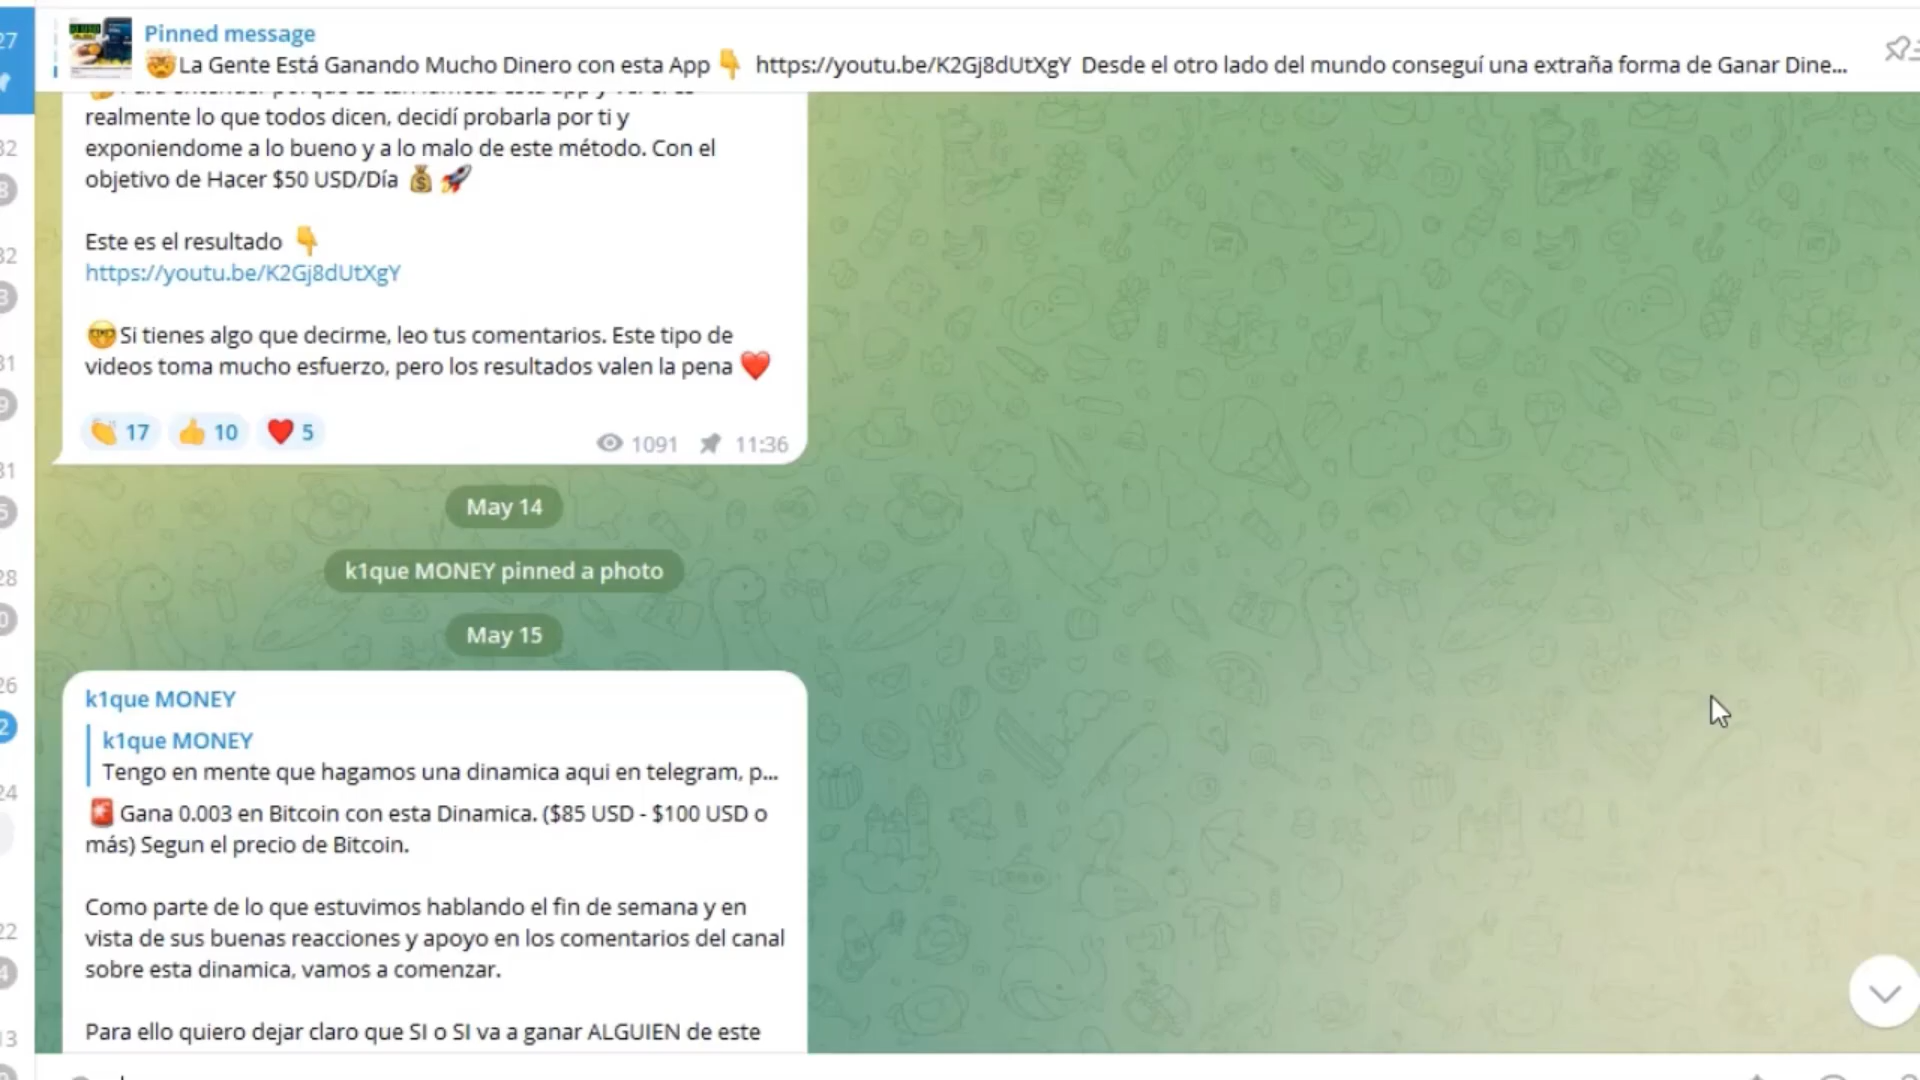 Pinned message
🤯La Gente Está Ganando Mucho Dinero con esta App 👇 https://youtu.be/K2Gj8dUtXgY Desde el otro lado del mundo conseguí una extraña forma de Ganar Dine...
realmente lo que todos dicen, decidí probarla por ti y
exponiendome a lo bueno y a lo malo de este método. Con el
objetivo de Hacer $50 USD/Día 💰🚀
Este es el resultado 👇
https://youtu.be/K2Gj8dUtXgY
🤓Si tienes algo que decirme, leo tus comentarios. Este tipo de
videos toma mucho esfuerzo, pero los resultados valen la pena ❤️
👏 17 👍 10 ❤️ 5
1091 11:36
May 14
k1que MONEY pinned a photo
May 15
k1que MONEY
k1que MONEY
Tengo en mente que hagamos una dinamica aqui en telegram, p...
🚨 Gana 0.003 en Bitcoin con esta Dinamica. ($85 USD - $100 USD o
más) Segun el precio de Bitcoin.
Como parte de lo que estuvimos hablando el fin de semana y en
vista de sus buenas reacciones y apoyo en los comentarios del canal
sobre esta dinamica, vamos a comenzar.
Para ello quiero dejar claro que SI o SI va a ganar ALGUIEN de este